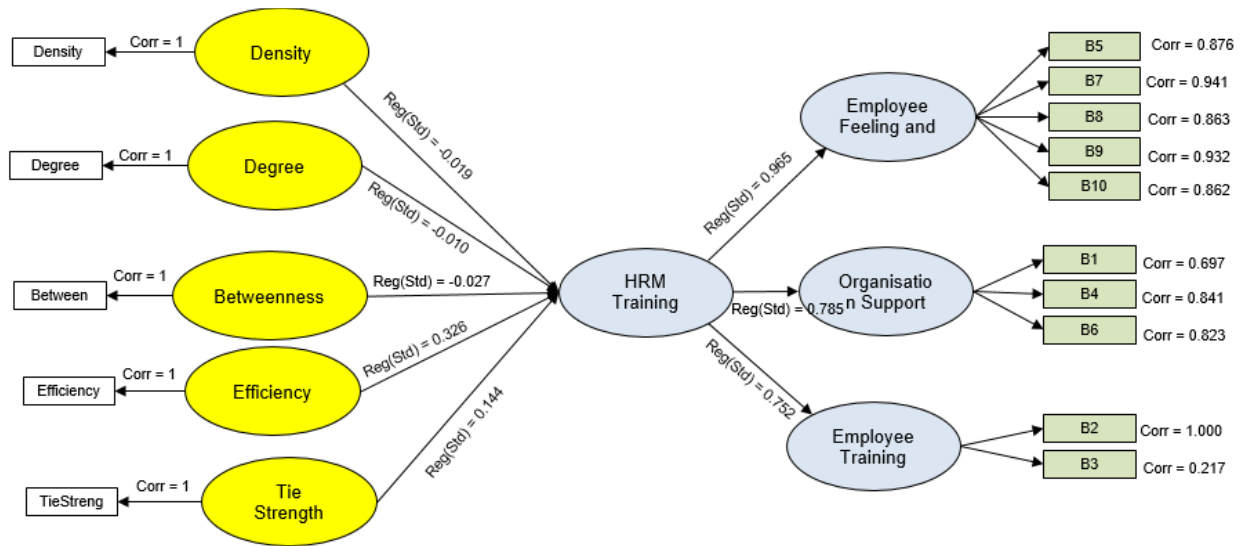 Density
Corr = 1
Density
Reg(Std) = -0.019
Degree
Corr = 1
Degree
Reg(Std) = -0.010
Between
Corr = 1
Betweenness
Reg(Std) = -0.027
Efficiency
Corr = 1
Efficiency
Reg(Std) = 0.326
TieStreng
Corr = 1
Tie
Strength
Reg(Std) = 0.144
HRM
Training
Reg(Std) = 0.965
Employee
Feeling and
B5
Corr = 0.876
B7
Corr = 0.941
B8
Corr = 0.863
B9
Corr = 0.932
B10
Corr = 0.862
Reg(Std) = 0.785
Organisatio
n Support
B1
Corr = 0.697
B4
Corr = 0.841
B6
Corr = 0.823
Reg(Std) = 0.752
Employee
Training
B2
Corr = 1.000
B3
Corr = 0.217